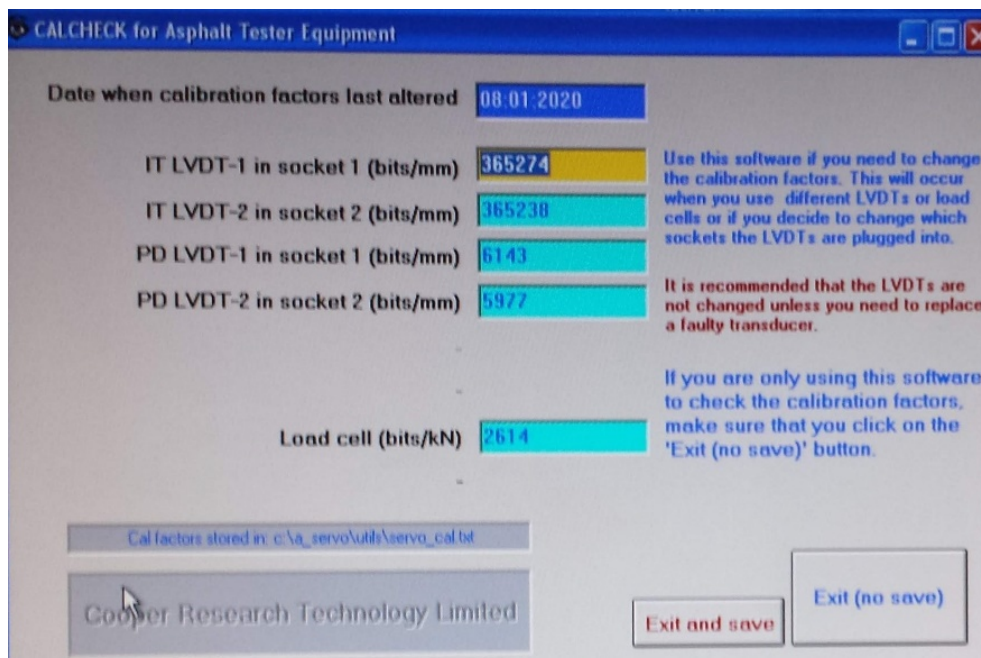 CALCHECK for Asphalt Tester Equipment
Date when calibration factors last altered 08:01:2020
IT LVDT-1 in socket 1 (bits/mm) 365274
IT LVDT-2 in socket 2 (bits/mm) 365238
PD LVDT-1 in socket 1 (bits/mm) 6143
PD LVDT-2 in socket 2 (bits/mm) 5977
Use this software if you need to change
the calibration factors. This will occur
when you use different LVDTs or load
cells or if you decide to change which
sockets the LVDTs are plugged into.
It is recommended that the LVDTs are
not changed unless you need to replace
a faulty transducer.
If you are only using this software
to check the calibration factors,
make sure that you click on the
'Exit (no save)' button.
Load cell (bits/kN) 2614
Cal factors stored in: c:\a_servo\utils\servo_cal.txt
Cooper Research Technology Limited
Exit and save
Exit (no save)